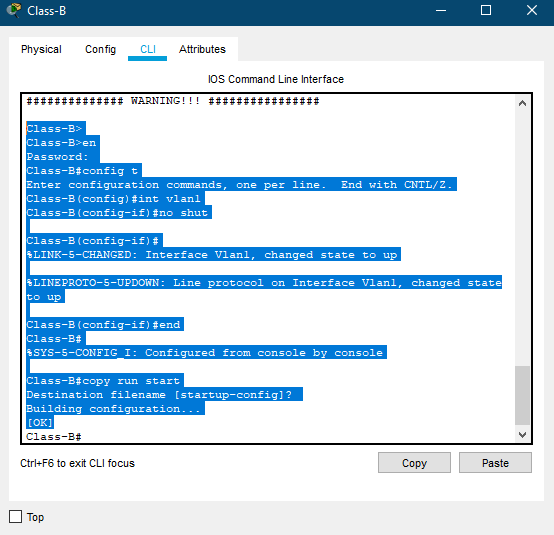 Class-B
Physical Config CLI Attributes
IOS Command Line Interface
############## WARNING!!! ################
Class-B>
Class-B>en
Password:
Class-B#config t
Enter configuration commands, one per line.  End with CNTL/Z.
Class-B(config)#int vlan1
Class-B(config-if)#no shut
Class-B(config-if)#
%LINK-5-CHANGED: Interface Vlan1, changed state to up
%LINEPROTO-5-UPDOWN: Line protocol on Interface Vlan1, changed state
to up
Class-B(config-if)#end
Class-B#
%SYS-5-CONFIG_I: Configured from console by console
Class-B#copy run start
Destination filename [startup-config]?
Building configuration...
[OK]
Class-B#
Ctrl+F6 to exit CLI focus
Copy Paste
Top